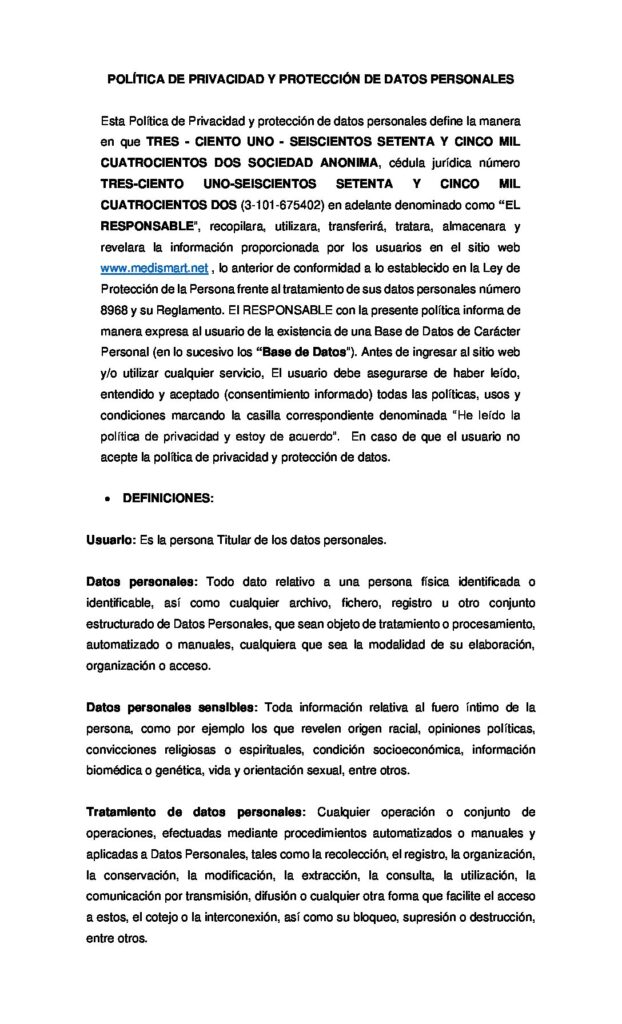 POLÍTICA DE PRIVACIDAD Y PROTECCIÓN DE DATOS PERSONALES
Esta Política de Privacidad y protección de datos personales define la manera
en que TRES - CIENTO UNO - SEISCIENTOS SETENTA Y CINCO MIL
CUATROCIENTOS DOS SOCIEDAD ANONIMA, cédula jurídica número
TRES-CIENTO UNO-SEISCIENTOS SETENTA Y CINCO MIL
CUATROCIENTOS DOS (3-101-675402) en adelante denominado como “EL
RESPONSABLE”, recopilara, utilizara, transferirá, tratara, almacenara y
revelara la información proporcionada por los usuarios en el sitio web
www.medismart.net , lo anterior de conformidad a lo establecido en la Ley de
Protección de la Persona frente al tratamiento de sus datos personales número
8968 y su Reglamento. El RESPONSABLE con la presente política informa de
manera expresa al usuario de la existencia de una Base de Datos de Carácter
Personal (en lo sucesivo los “Base de Datos”). Antes de ingresar al sitio web
y/o utilizar cualquier servicio, El usuario debe asegurarse de haber leído,
entendido y aceptado (consentimiento informado) todas las políticas, usos y
condiciones marcando la casilla correspondiente denominada “He leído la
política de privacidad y estoy de acuerdo”. En caso de que el usuario no
acepte la política de privacidad y protección de datos.
• DEFINICIONES:
Usuario: Es la persona Titular de los datos personales.
Datos personales: Todo dato relativo a una persona física identificada o
identificable, así como cualquier archivo, fichero, registro u otro conjunto
estructurado de Datos Personales, que sean objeto de tratamiento o procesamiento,
automatizado o manuales, cualquiera que sea la modalidad de su elaboración,
organización o acceso.
Datos personales sensibles: Toda información relativa al fuero íntimo de la
persona, como por ejemplo los que revelen origen racial, opiniones políticas,
convicciones religiosas o espirituales, condición socioeconómica, información
biomédica o genética, vida y orientación sexual, entre otros.
Tratamiento de datos personales: Cualquier operación o conjunto de
operaciones, efectuadas mediante procedimientos automatizados o manuales y
aplicadas a Datos Personales, tales como la recolección, el registro, la organización,
la conservación, la modificación, la extracción, la consulta, la utilización, la
comunicación por transmisión, difusión o cualquier otra forma que facilite el acceso
a estos, el cotejo o la interconexión, así como su bloqueo, supresión o destrucción,
entre otros.